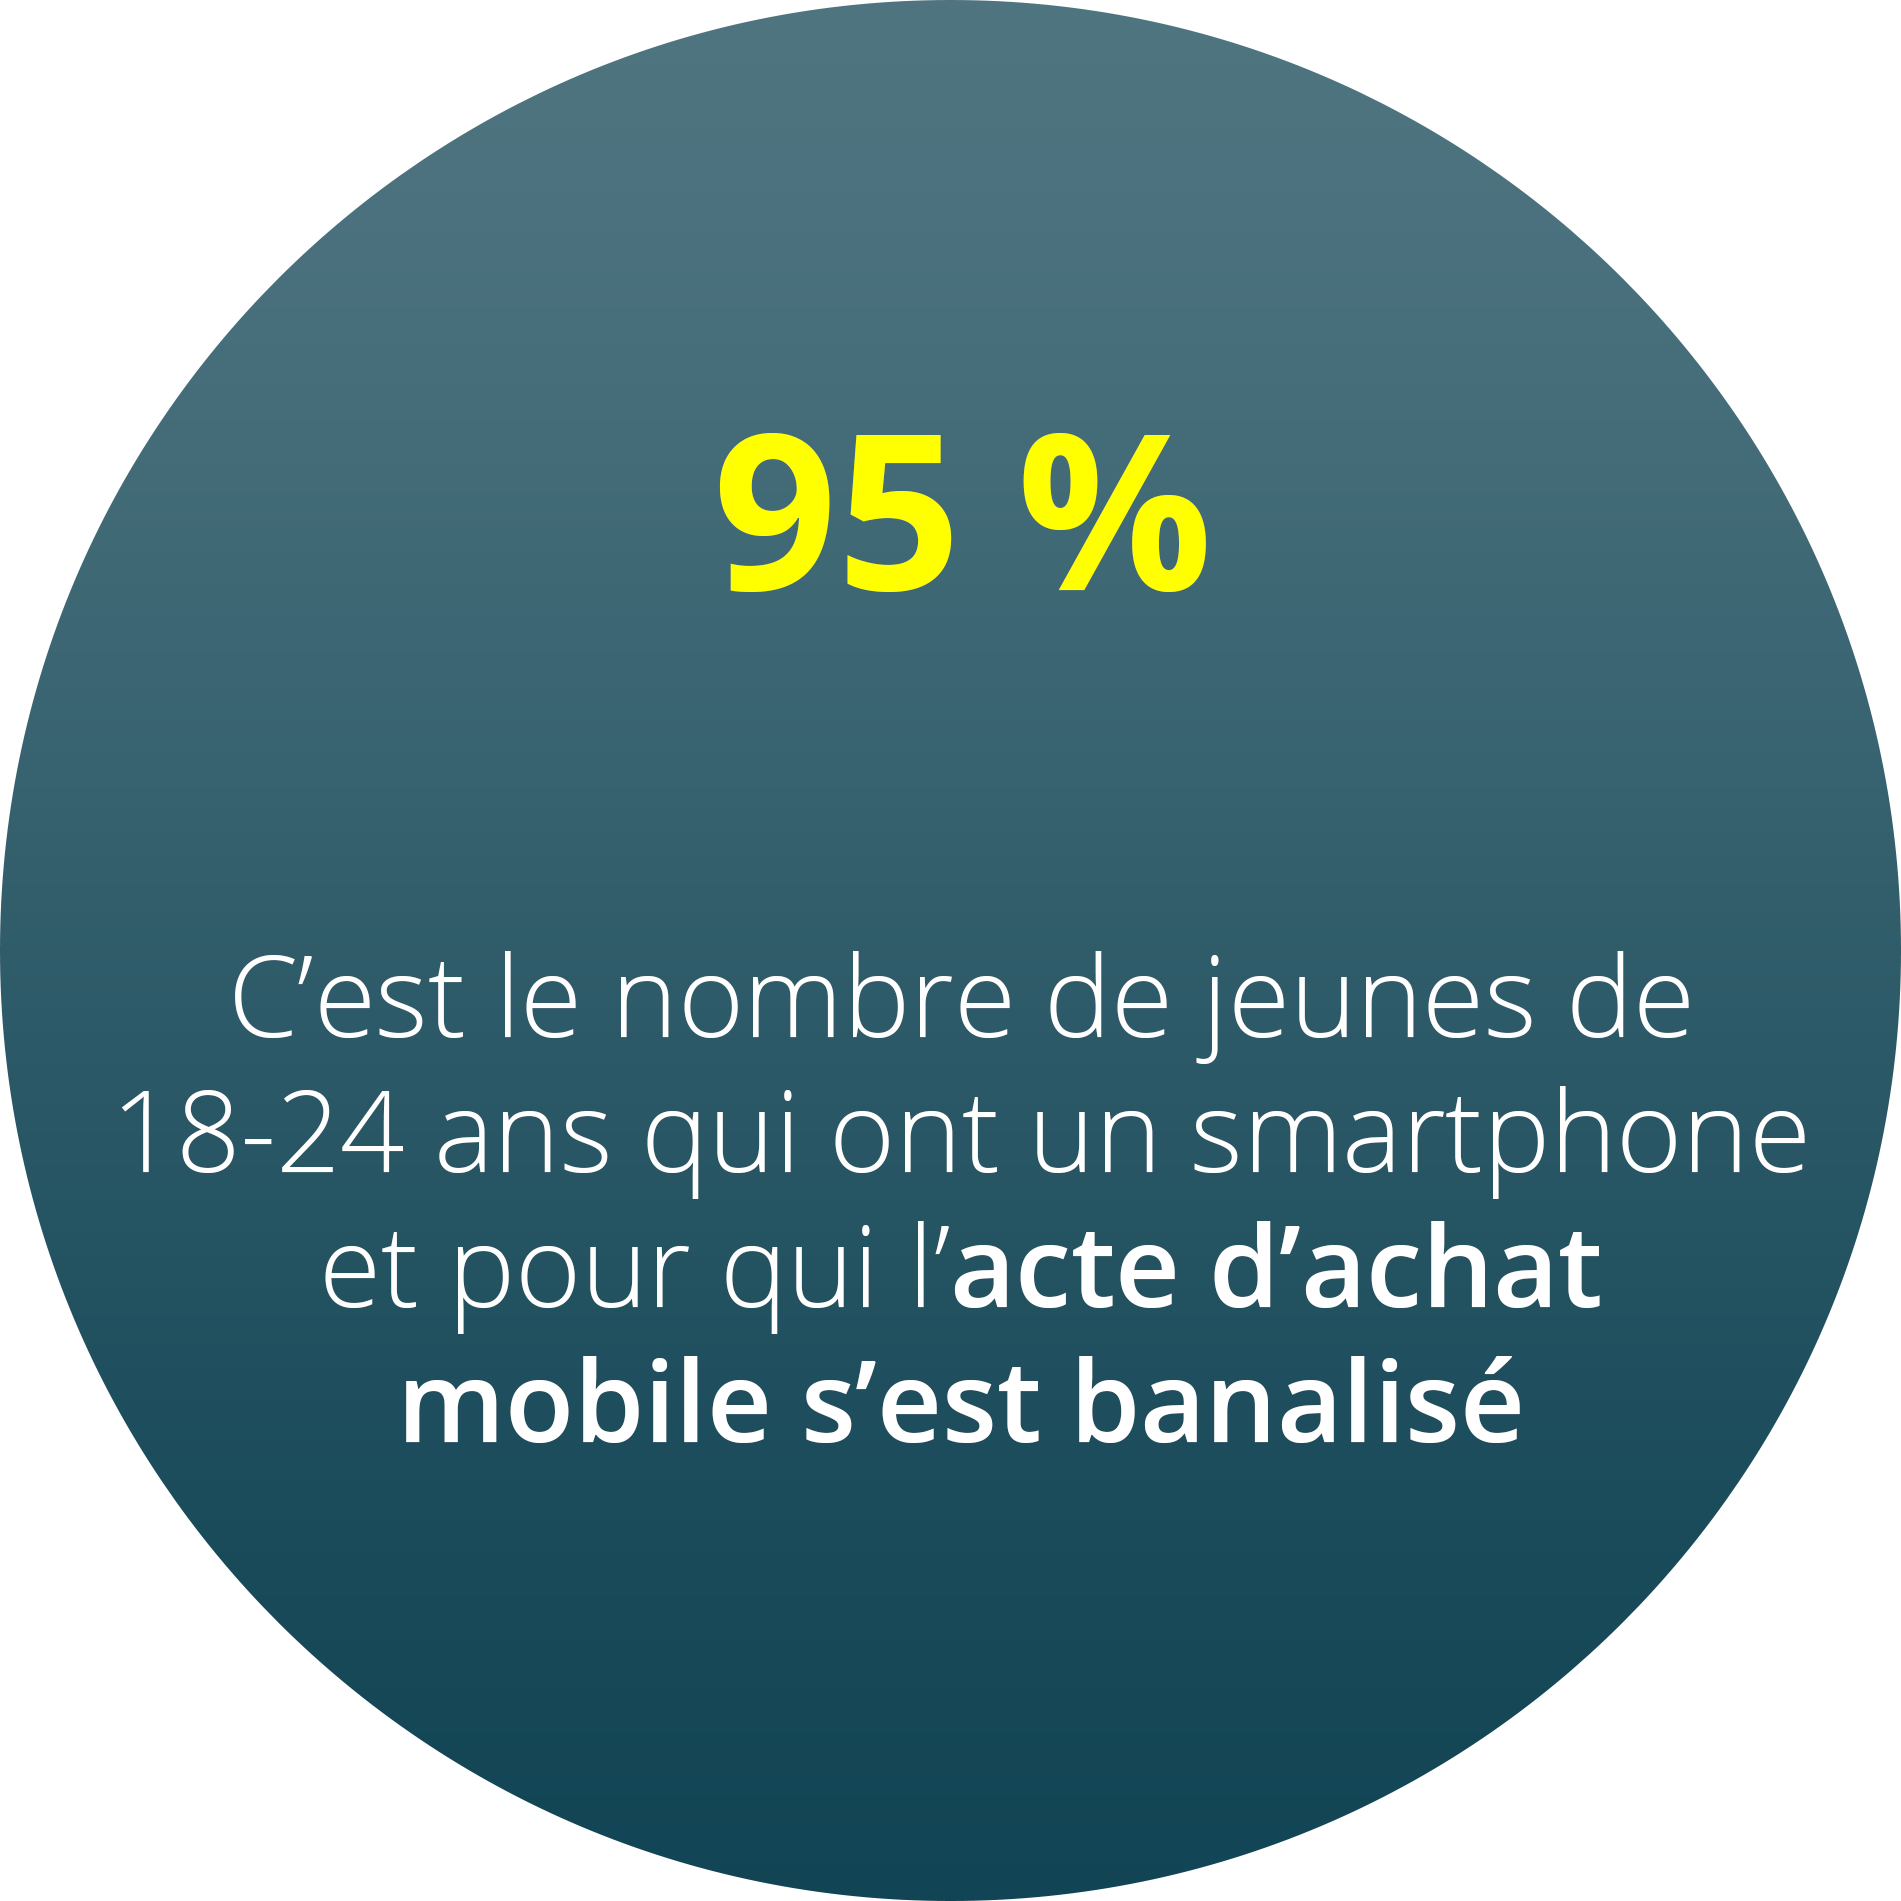 95 %
C’est le nombre de jeunes de
18-24 ans qui ont un smartphone
et pour qui l’acte d’achat
mobile s’est banalisé